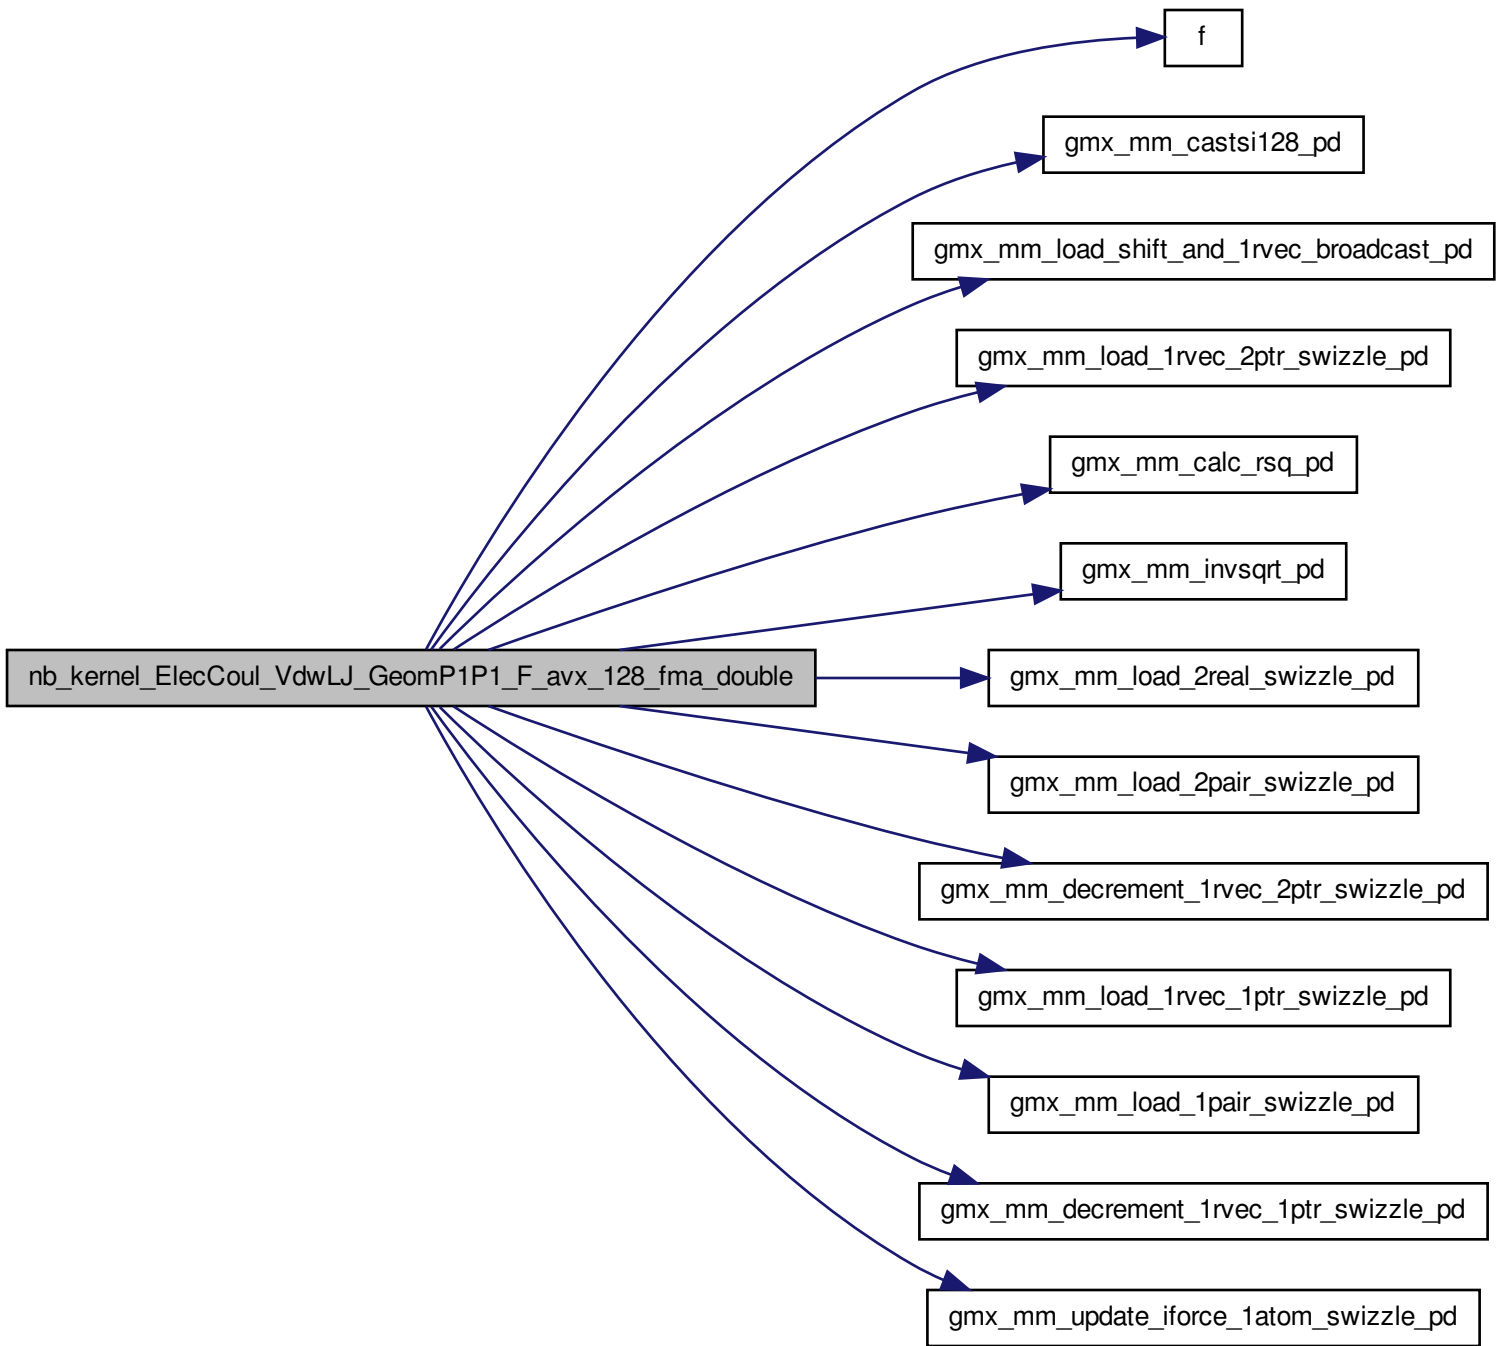 f
gmx_mm_castsi128_pd
gmx_mm_load_shift_and_1rvec_broadcast_pd
gmx_mm_load_1rvec_2ptr_swizzle_pd
gmx_mm_calc_rsq_pd
gmx_mm_invsqrt_pd
nb_kernel_ElecCoul_VdwLJ_GeomP1P1_F_avx_128_fma_double
gmx_mm_load_2real_swizzle_pd
gmx_mm_load_2pair_swizzle_pd
gmx_mm_decrement_1rvec_2ptr_swizzle_pd
gmx_mm_load_1rvec_1ptr_swizzle_pd
gmx_mm_load_1pair_swizzle_pd
gmx_mm_decrement_1rvec_1ptr_swizzle_pd
gmx_mm_update_iforce_1atom_swizzle_pd